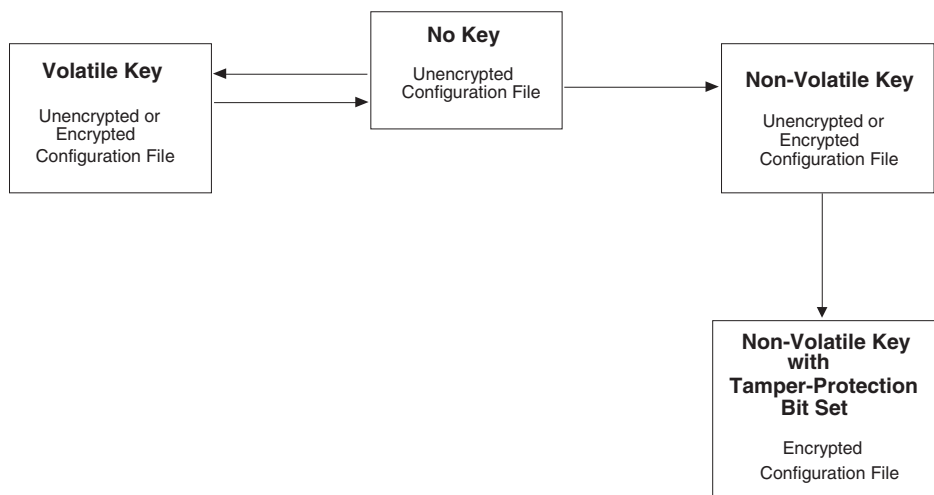 Volatile Key
Unencrypted or
Encrypted
Configuration File
No Key
Unencrypted
Configuration File
Non-Volatile Key
Unencrypted or
Encrypted
Configuration File
Non-Volatile Key
with
Tamper-Protection
Bit Set
Encrypted
Configuration File